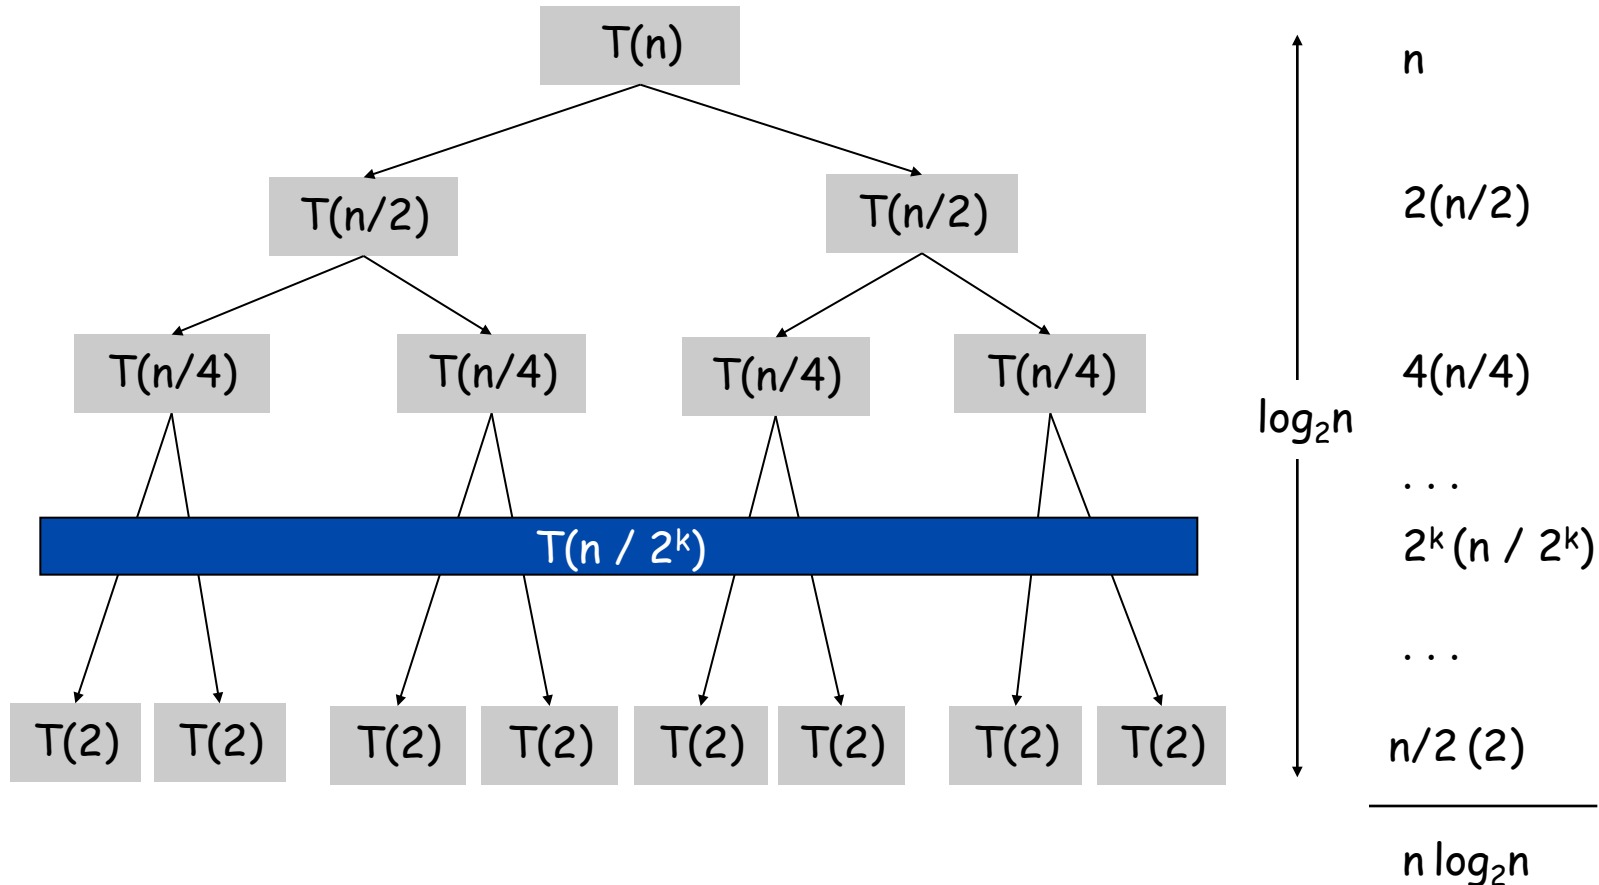 T(n)
n
T(n/2) T(n/2)
2(n/2)
T(n/4) T(n/4) T(n/4) T(n/4)
4(n/4)
log₂n
. . .
T(n / 2ᵏ)
2ᵏ (n / 2ᵏ)
. . .
T(2) T(2) T(2) T(2) T(2) T(2) T(2) T(2)
n/2 (2)
n log₂n